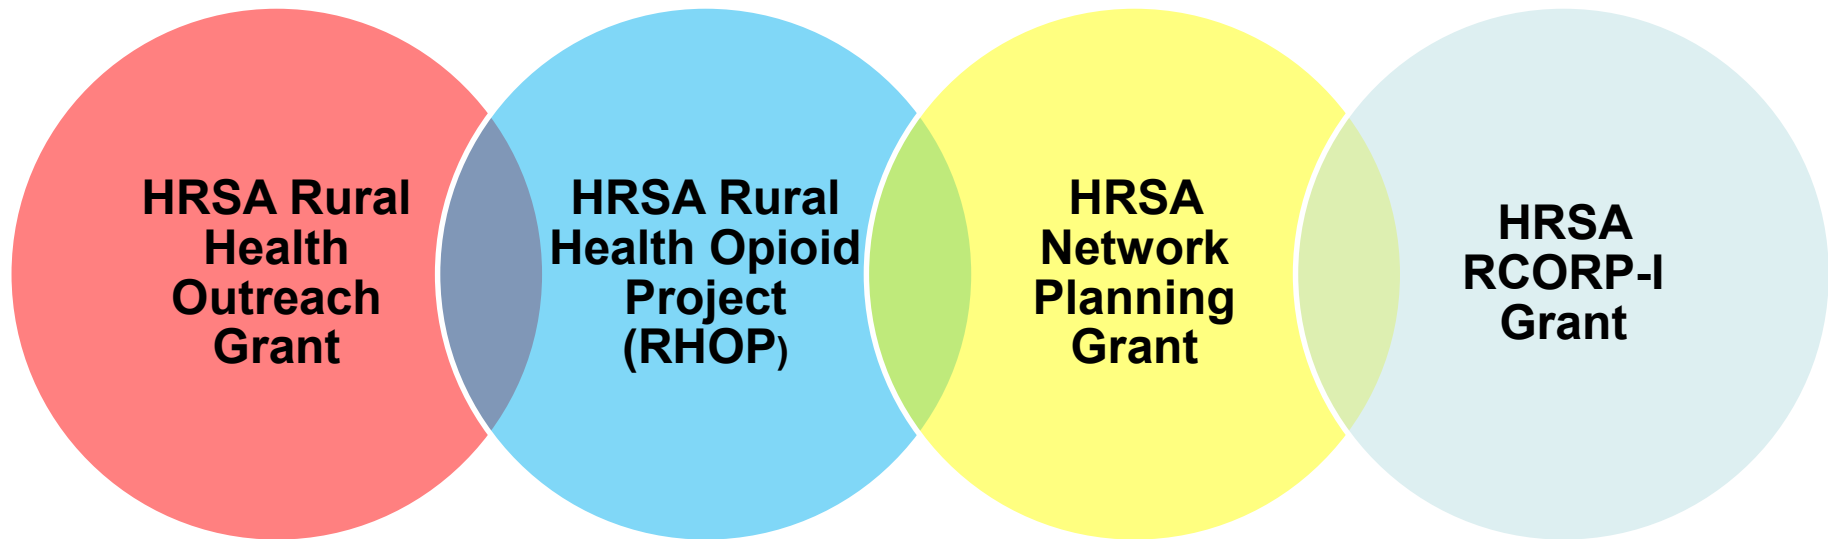 HRSA Rural
Health
Outreach
Grant
HRSA Rural
Health Opioid
Project
(RHOP)
HRSA
Network
Planning
Grant
HRSA
RCORP-I
Grant